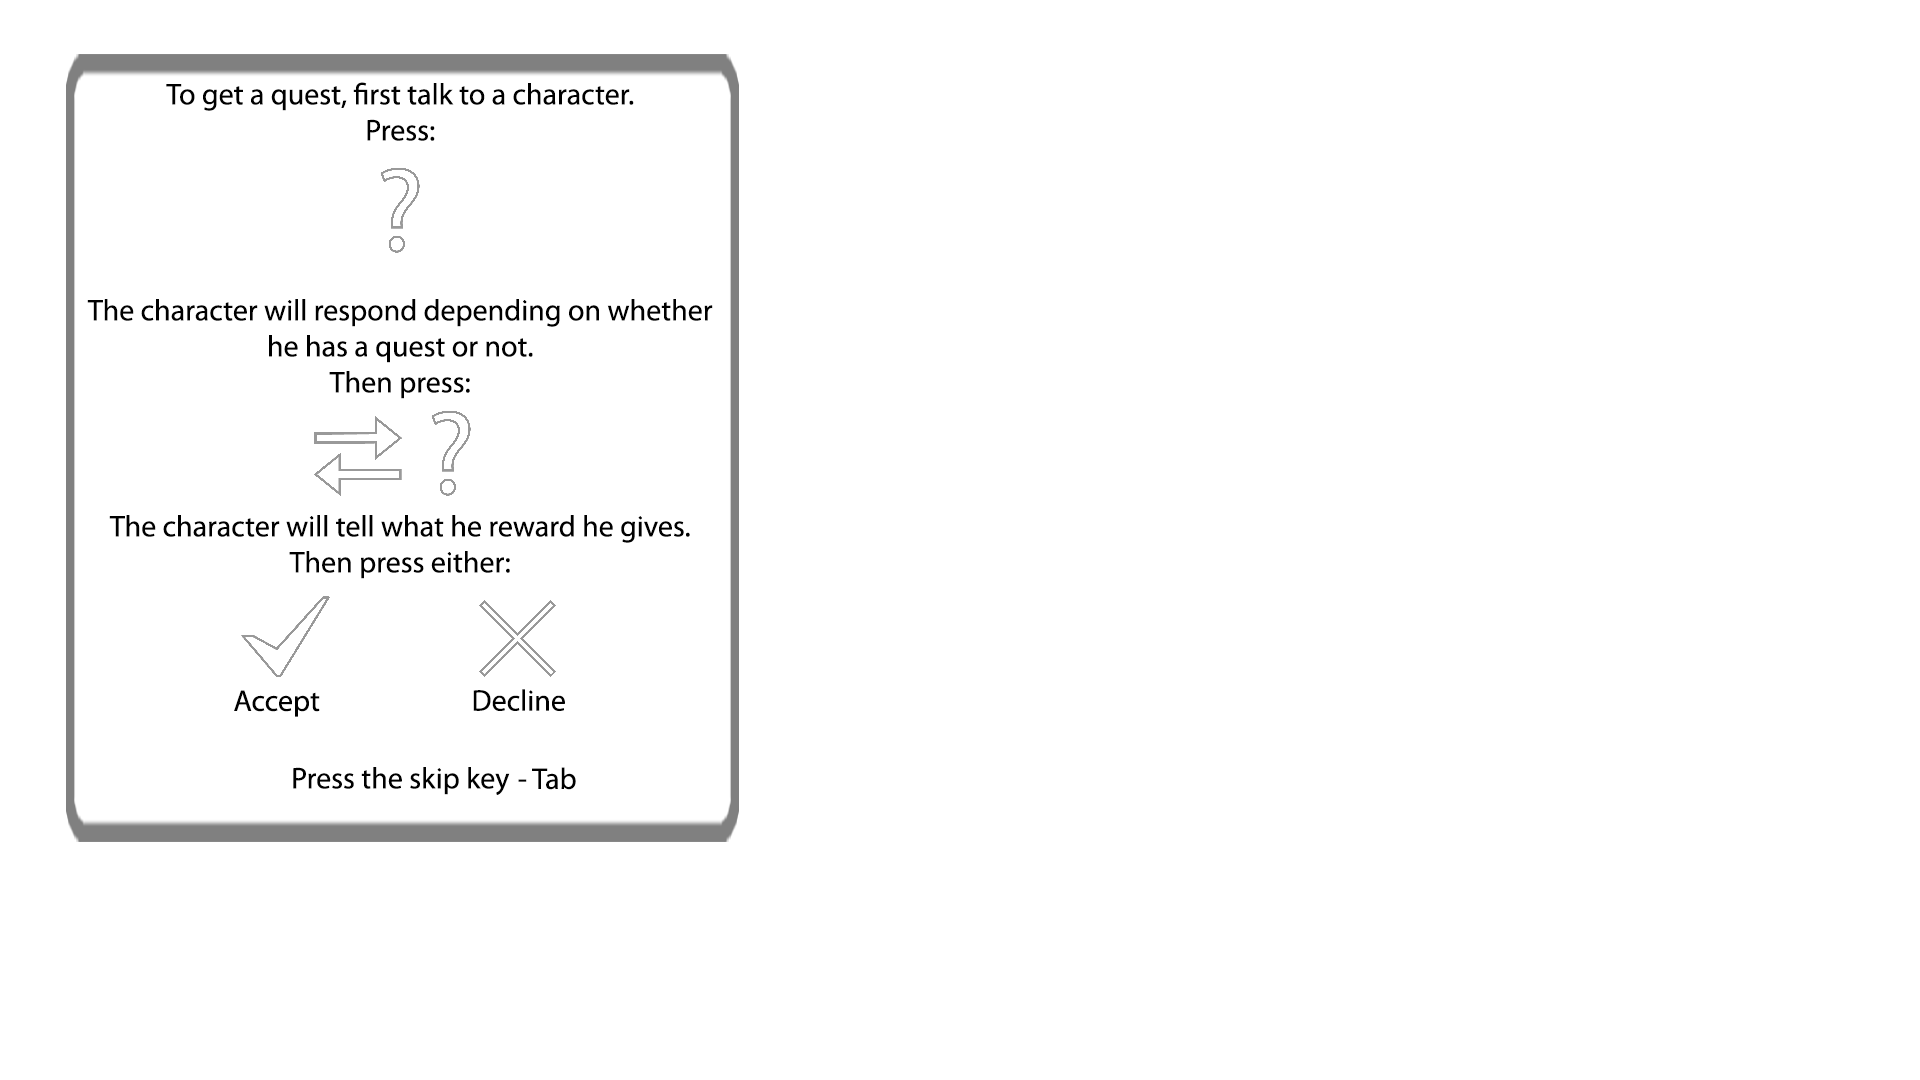 To get a quest, first talk to a character.
Press:
?
The character will respond depending on whether
he has a quest or not.
Then press:
?
The character will tell what he reward he gives.
Then press either:
Accept Decline
Press the skip key - Tab